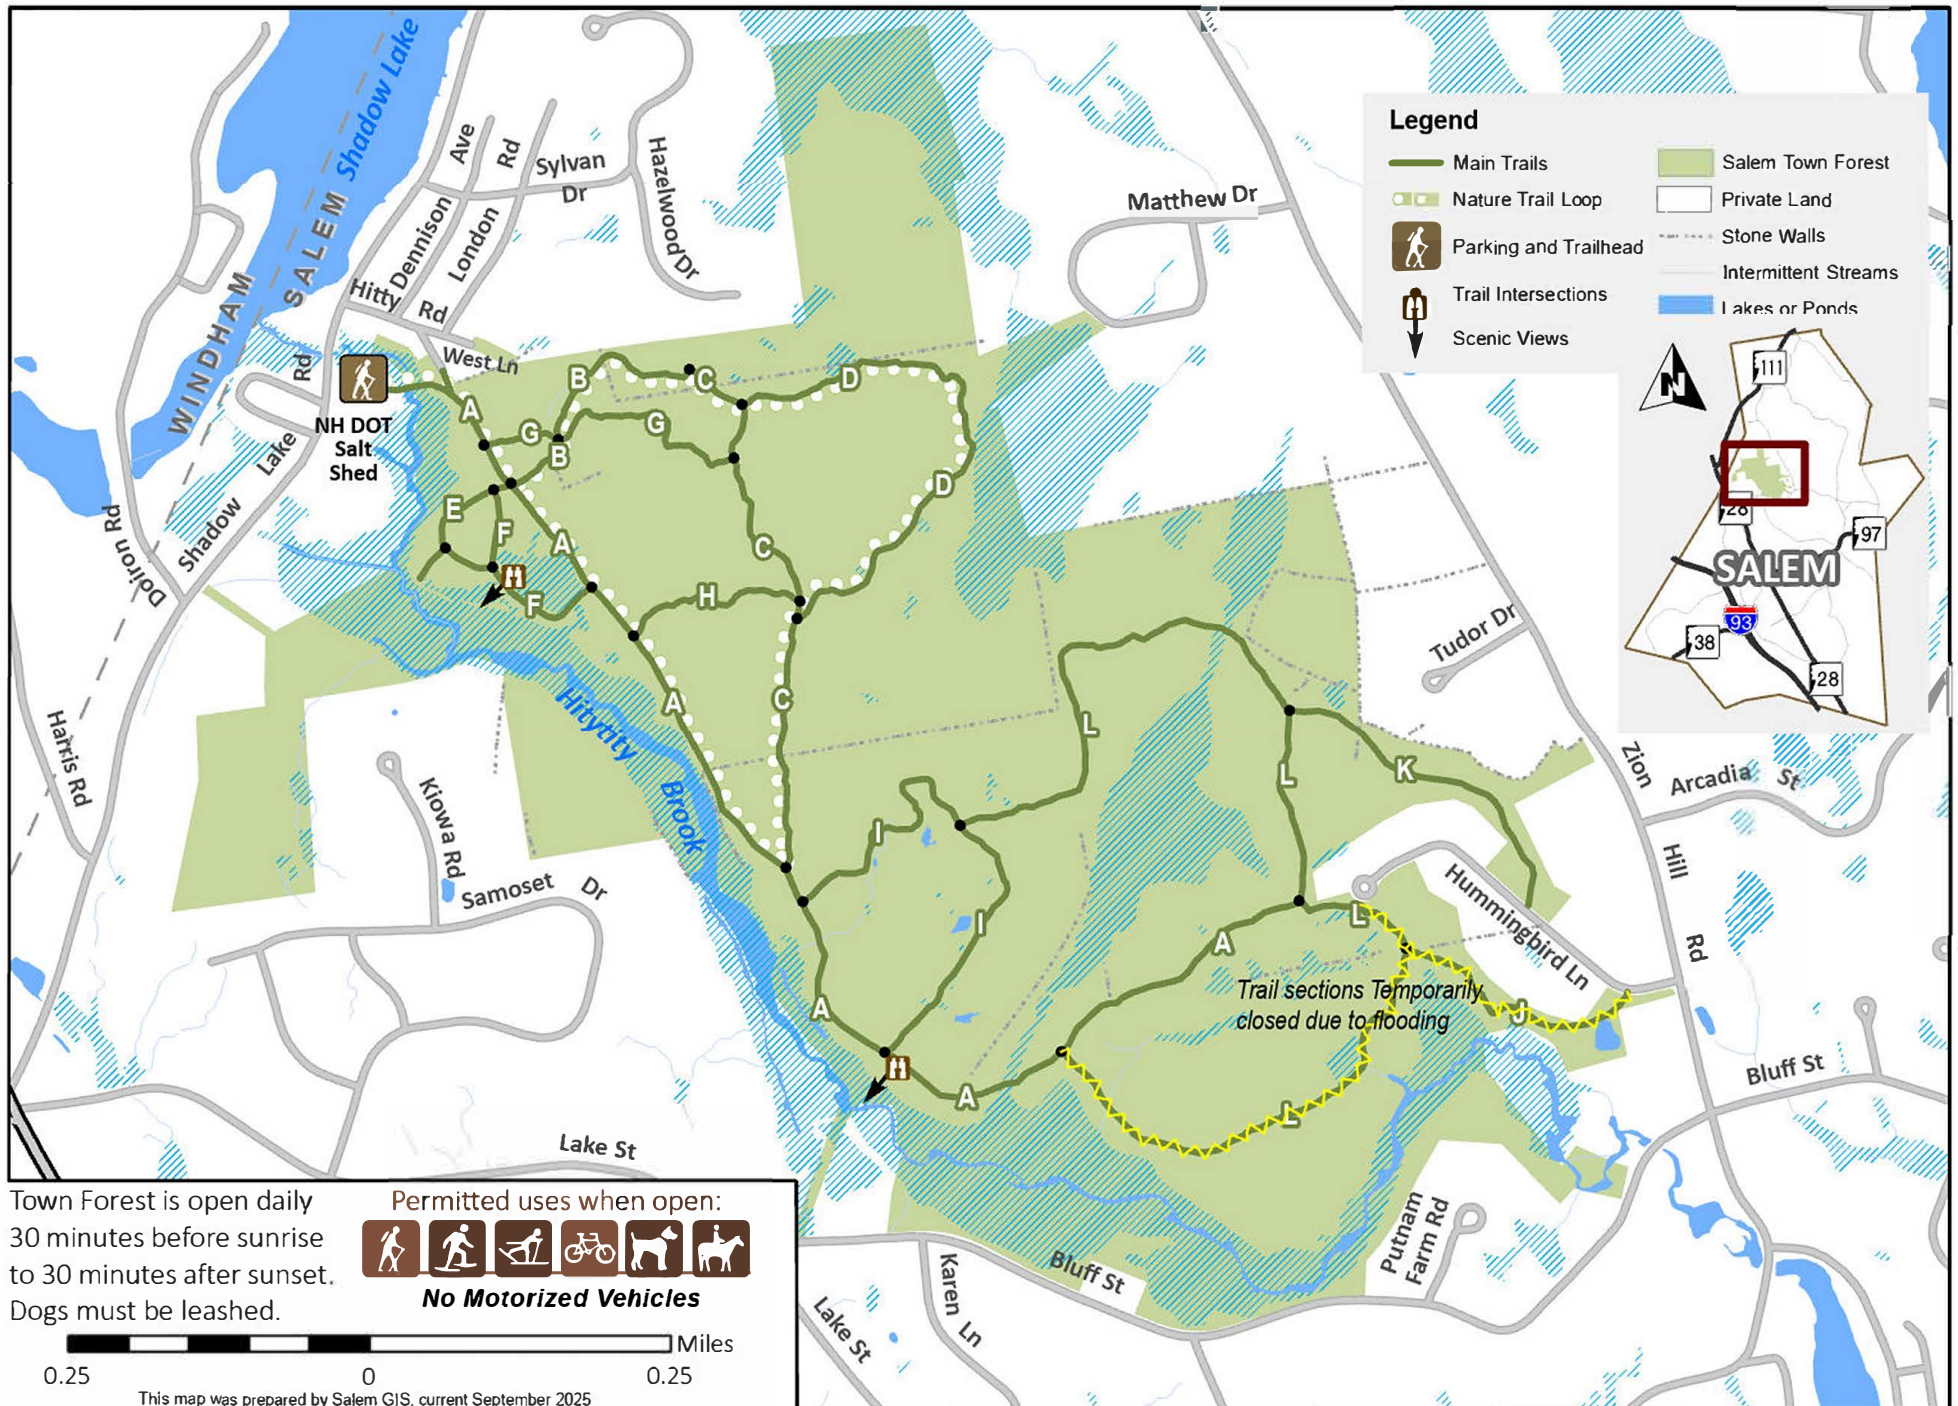 Shadow Lake
WINDHAM
SALEM
Ave
Rd
Sylvan
Dr
Dennison
London
Hazelwood Dr
Hitty
Rd
West Ln
Matthew Dr
Rd
NH DOT
Salt
Shed
Shadow
Lake
Doiron Rd
Harris Rd
A
B
C
D
G
G
B
E
F
A
D
C
F
H
A
C
L
L
K
I
I
A
A
L
A
J
L
Hitytity
Brook
Kiowa Rd
Samoset
Dr
Lake St
Tudor Dr
Zion
Hill
Rd
Arcadia
St
Hummingbird Ln
Trail sections Temporarily
closed due to flooding
Bluff St
Putnam
Farm Rd
Bluff St
Karen Ln
Lake St
Legend
Main Trails
Nature Trail Loop
Parking and Trailhead
Trail Intersections
Scenic Views
Salem Town Forest
Private Land
Stone Walls
Intermittent Streams
Lakes or Ponds
N
111
28
97
SALEM
93
38
28
Town Forest is open daily
30 minutes before sunrise
to 30 minutes after sunset.
Dogs must be leashed.
Permitted uses when open:
No Motorized Vehicles
Miles
0.25
0
0.25
This map was prepared by Salem GIS, current September 2025